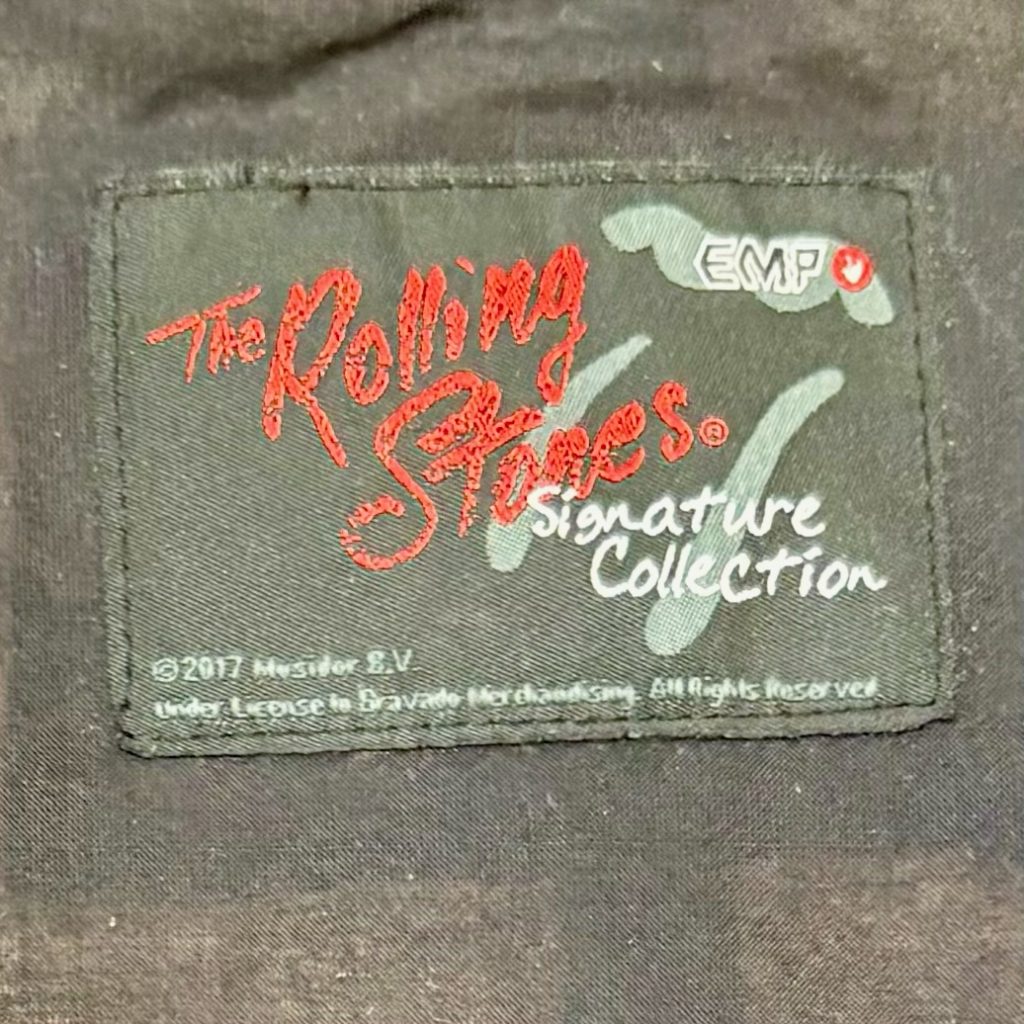 EMP
The Rolling
Stones®
Signature
Collection
©2017 Musidor B.V.
Under License to Bravado Merchandising. All Rights Reserved.